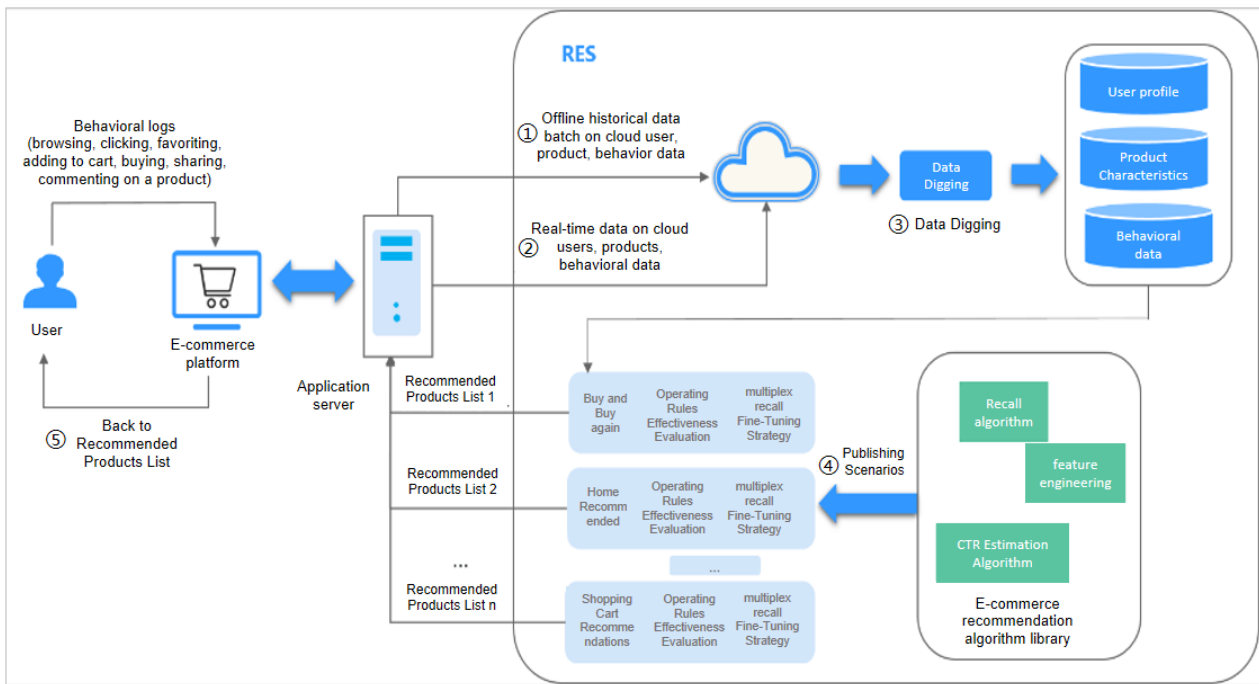 RES
Behavioral logs
(browsing, clicking, favoriting,
adding to cart, buying, sharing,
commenting on a product)
① Offline historical data
batch on cloud user,
product, behavior data
② Real-time data on cloud
users, products,
behavioral data
Data
Digging
③ Data Digging
User profile
Product
Characteristics
Behavioral
data
User
E-commerce
platform
Application
server
⑤ Back to
Recommended
Products List
Recommended
Products List 1
Buy and
Buy
again
Operating
Rules
Effectiveness
Evaluation
multiplex
recall
Fine-Tuning
Strategy
Recommended
Products List 2
Home
Recomm
ended
Operating
Rules
Effectiveness
Evaluation
multiplex
recall
Fine-Tuning
Strategy
...
...
Recommended
Products List n
Shopping
Cart
Recomme
ndations
Operating
Rules
Effectiveness
Evaluation
multiplex
recall
Fine-Tuning
Strategy
④ Publishing
Scenarios
Recall
algorithm
feature
engineering
CTR Estimation
Algorithm
E-commerce
recommendation
algorithm library